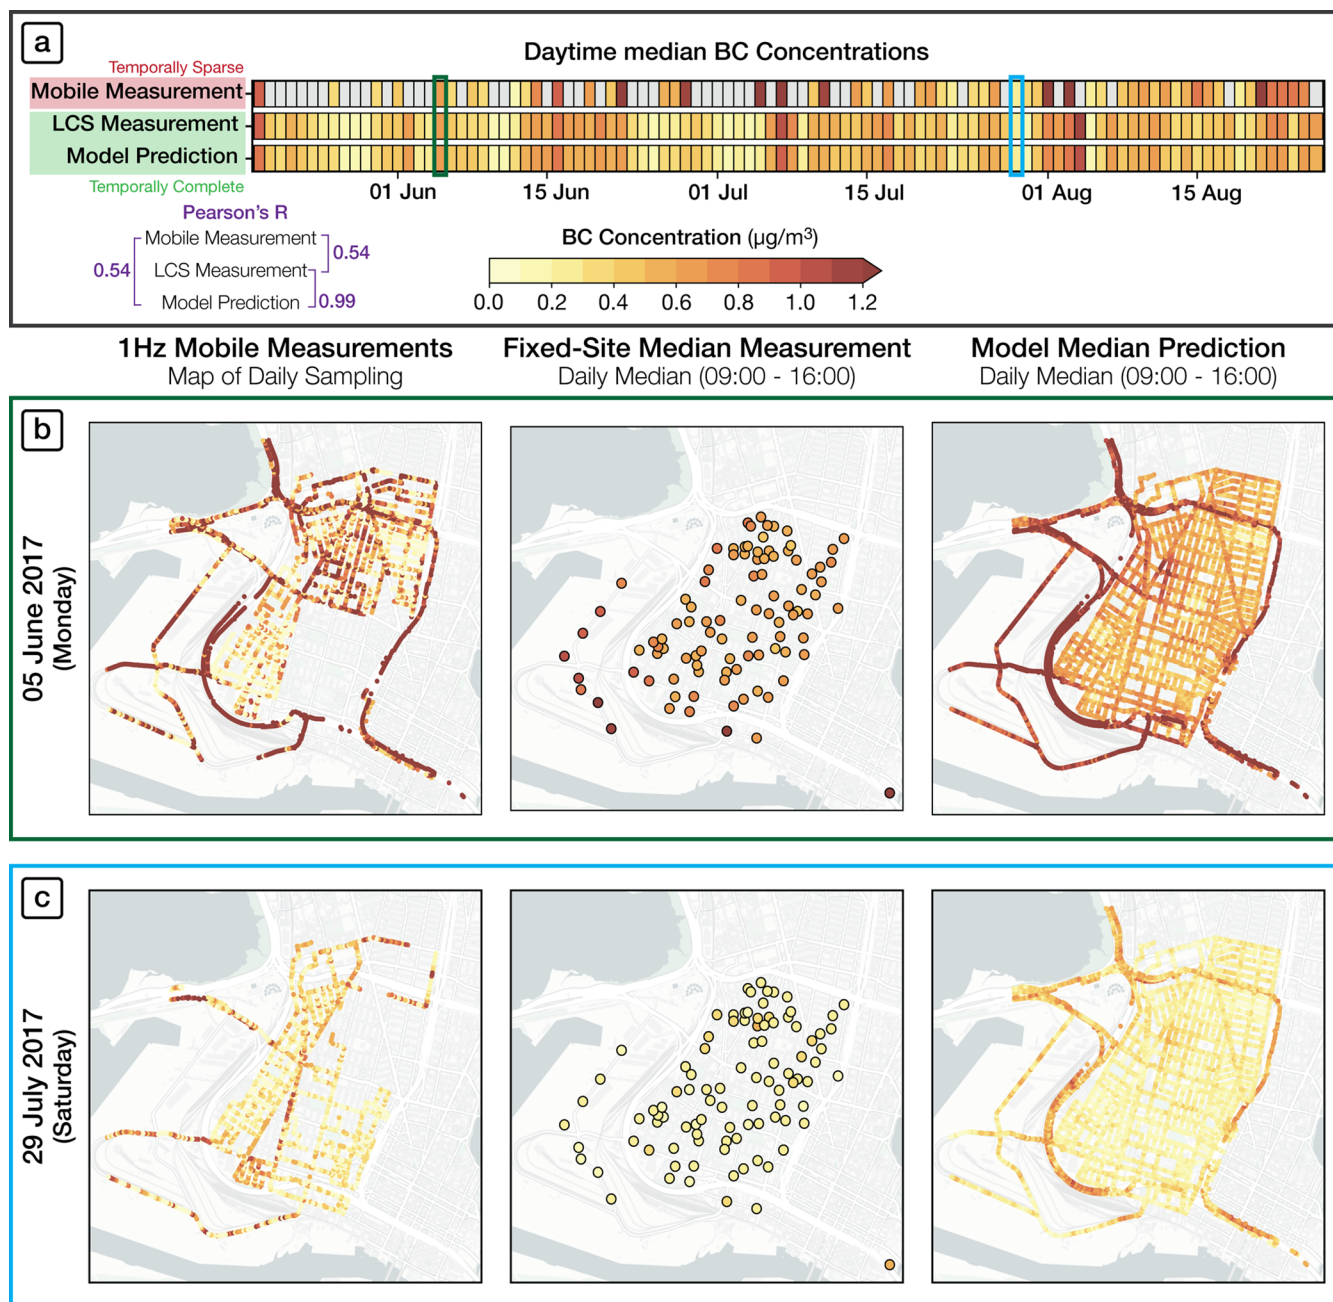 a
Daytime median BC Concentrations
Temporally Sparse
Mobile Measurement
LCS Measurement
Model Prediction
Temporally Complete
01 Jun 15 Jun 01 Jul 15 Jul 01 Aug 15 Aug
Pearson's R
Mobile Measurement
0.54
LCS Measurement
0.54
Model Prediction
0.99
BC Concentration (µg/m³)
0.0 0.2 0.4 0.6 0.8 1.0 1.2
1Hz Mobile Measurements
Map of Daily Sampling
Fixed-Site Median Measurement
Daily Median (09:00 - 16:00)
Model Median Prediction
Daily Median (09:00 - 16:00)
b
05 June 2017
(Monday)
c
29 July 2017
(Saturday)